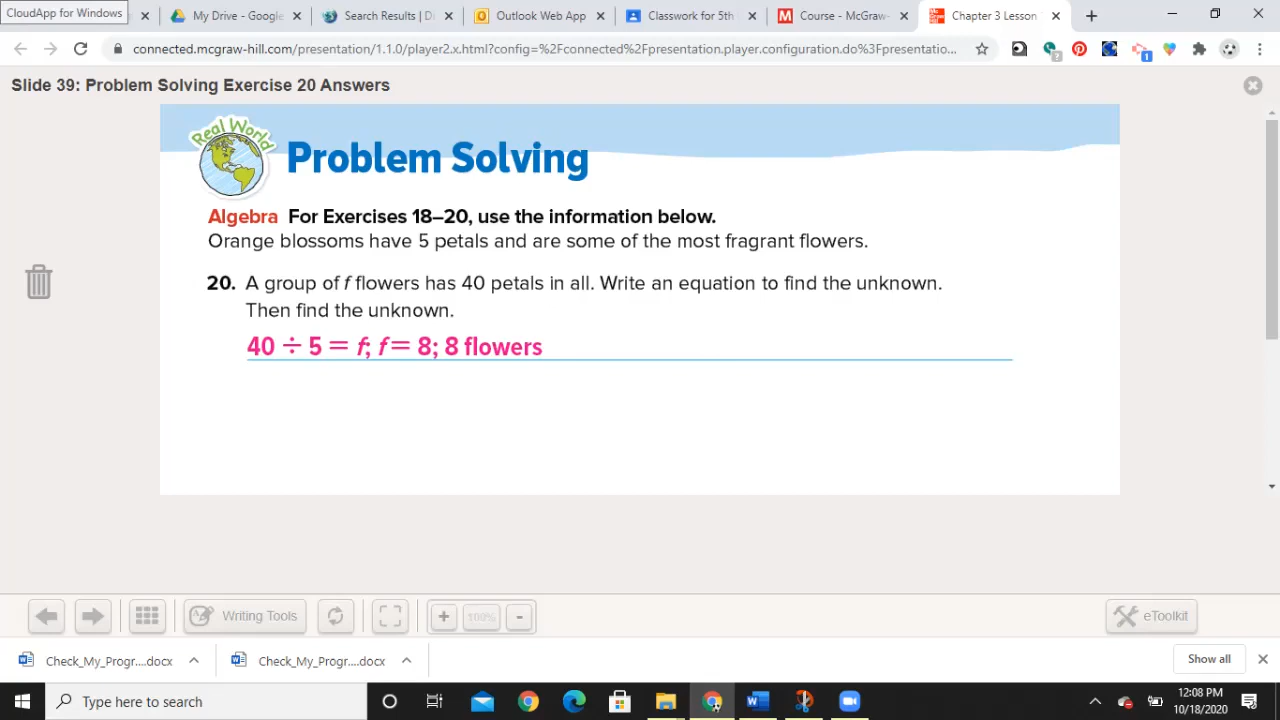 CloudApp for Windows
My Drive - Google
Search Results | Di
Outlook Web App
Classwork for 5th
Course - McGraw-
Chapter 3 Lesson
connected.mcgraw-hill.com/presentation/1.1.0/player2.x.html?config=%2Fconnected%2Fpresentation.player.configuration.do%3Fpresentatio...
Slide 39: Problem Solving Exercise 20 Answers
Real World
Problem Solving
Algebra For Exercises 18–20, use the information below.
Orange blossoms have 5 petals and are some of the most fragrant flowers.
20. A group of f flowers has 40 petals in all. Write an equation to find the unknown.
Then find the unknown.
40 ÷ 5 = f; f = 8; 8 flowers
Writing Tools
+ 100% -
eToolkit
Check_My_Progr....docx
Check_My_Progr....docx
Show all
Type here to search
12:08 PM
10/18/2020